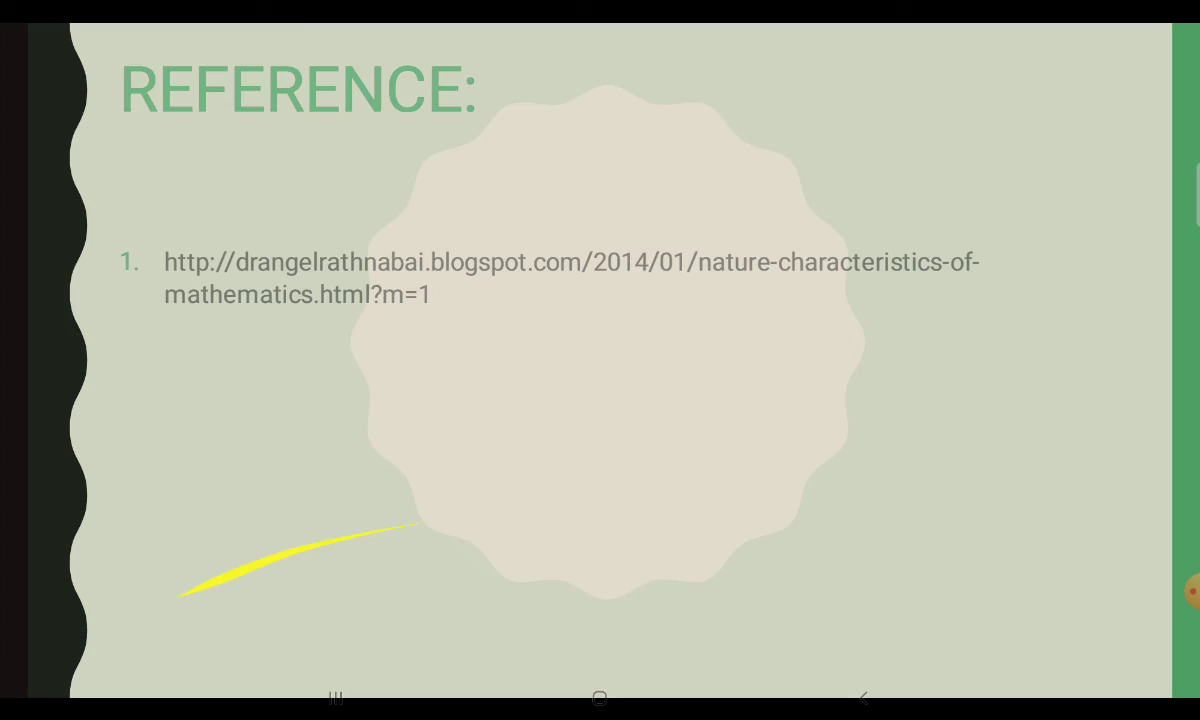 REFERENCE:
1. http://drangelrathnabai.blogspot.com/2014/01/nature-characteristics-of-
mathematics.html?m=1